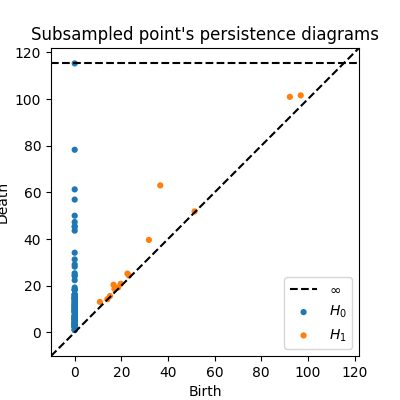 Subsampled point's persistence diagrams
120
100
80
60
40
20
0
Death
0 20 40 60 80 100 120
Birth
∞
H₀
H₁